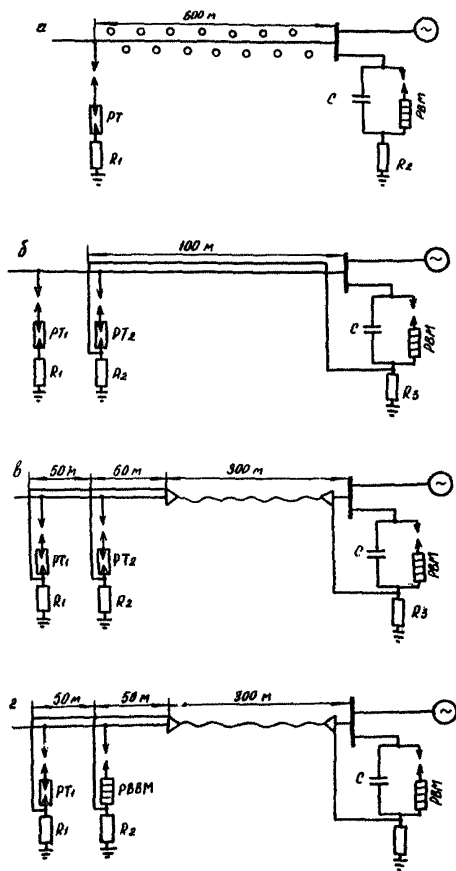 а
600 м
РТ
R1
C
РВМ
R2
~
б
100 м
РТ1
R1
РТ2
R2
C
РВМ
R3
~
в
50 м
60 м
300 м
РТ1
R1
РТ2
R2
C
РВМ
R3
~
г
50 м
50 м
300 м
РТ1
R1
РВВМ
R2
C
РВМ
~